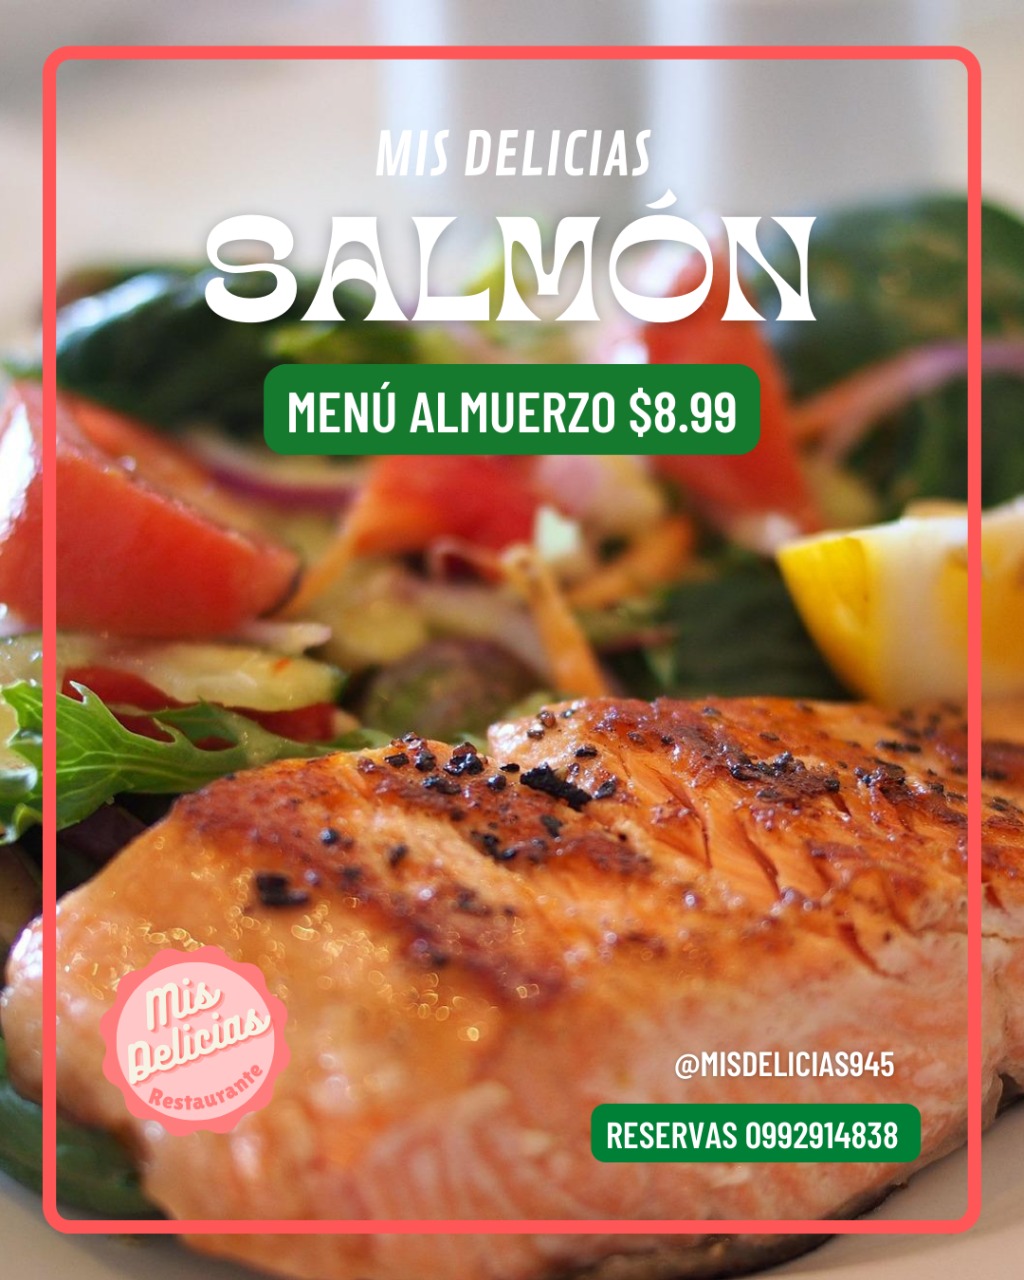 MIS DELICIAS
SALMÓN
MENÚ ALMUERZO $8.99
Mis
Delicias
Restaurante
@MISDELICIAS945
RESERVAS 0992914838